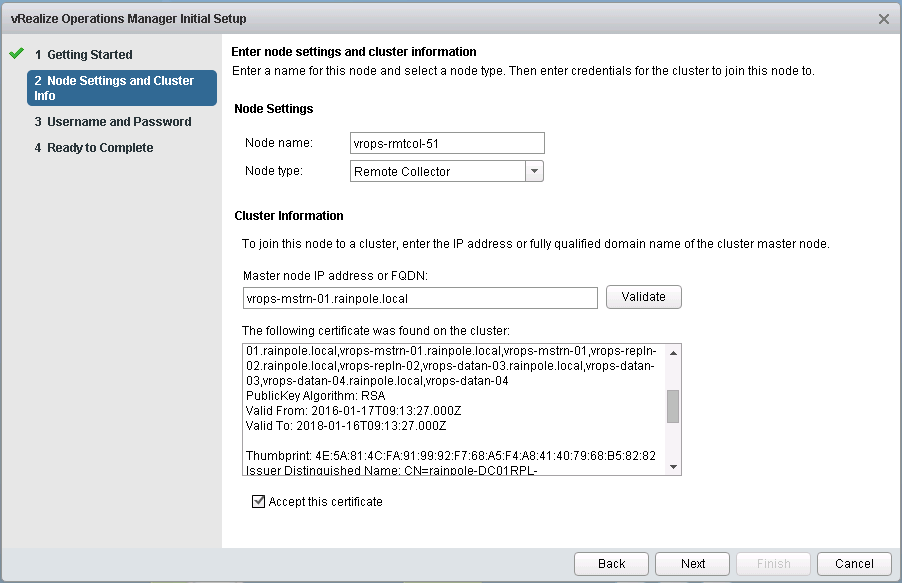 vRealize Operations Manager Initial Setup
1 Getting Started
2 Node Settings and Cluster
Info
3 Username and Password
4 Ready to Complete
Enter node settings and cluster information
Enter a name for this node and select a node type. Then enter credentials for the cluster to join this node to.
Node Settings
Node name: vrops-rmtcol-51
Node type: Remote Collector
Cluster Information
To join this node to a cluster, enter the IP address or fully qualified domain name of the cluster master node.
Master node IP address or FQDN:
vrops-mstrn-01.rainpole.local Validate
The following certificate was found on the cluster:
01.rainpole.local,vrops-mstrn-01.rainpole.local,vrops-mstrn-01,vrops-repln-
02.rainpole.local,vrops-repln-02,vrops-datan-03.rainpole.local,vrops-datan-
03,vrops-datan-04.rainpole.local,vrops-datan-04
PublicKey Algorithm: RSA
Valid From: 2016-01-17T09:13:27.000Z
Valid To: 2018-01-16T09:13:27.000Z
Thumbprint: 4E:5A:81:4C:FA:91:99:92:F7:68:A5:F4:A8:41:40:79:68:B5:82:82
Issuer Distinguished Name: CN=rainpole-DC01RPL-
Accept this certificate
Back Next Finish Cancel